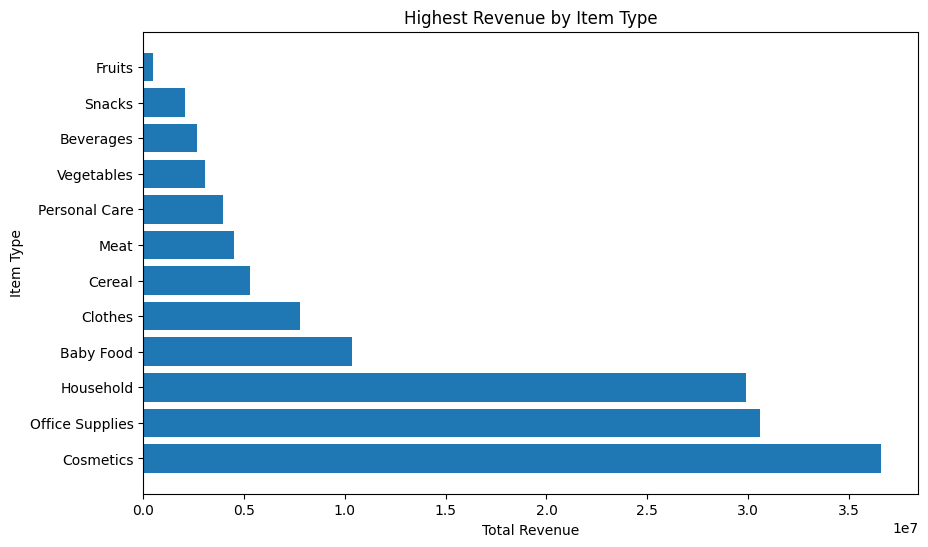 Highest Revenue by Item Type
Fruits
Snacks
Beverages
Vegetables
Personal Care
Meat
Cereal
Clothes
Baby Food
Household
Office Supplies
Cosmetics
Item Type
0.0 0.5 1.0 1.5 2.0 2.5 3.0 3.5
1e7
Total Revenue